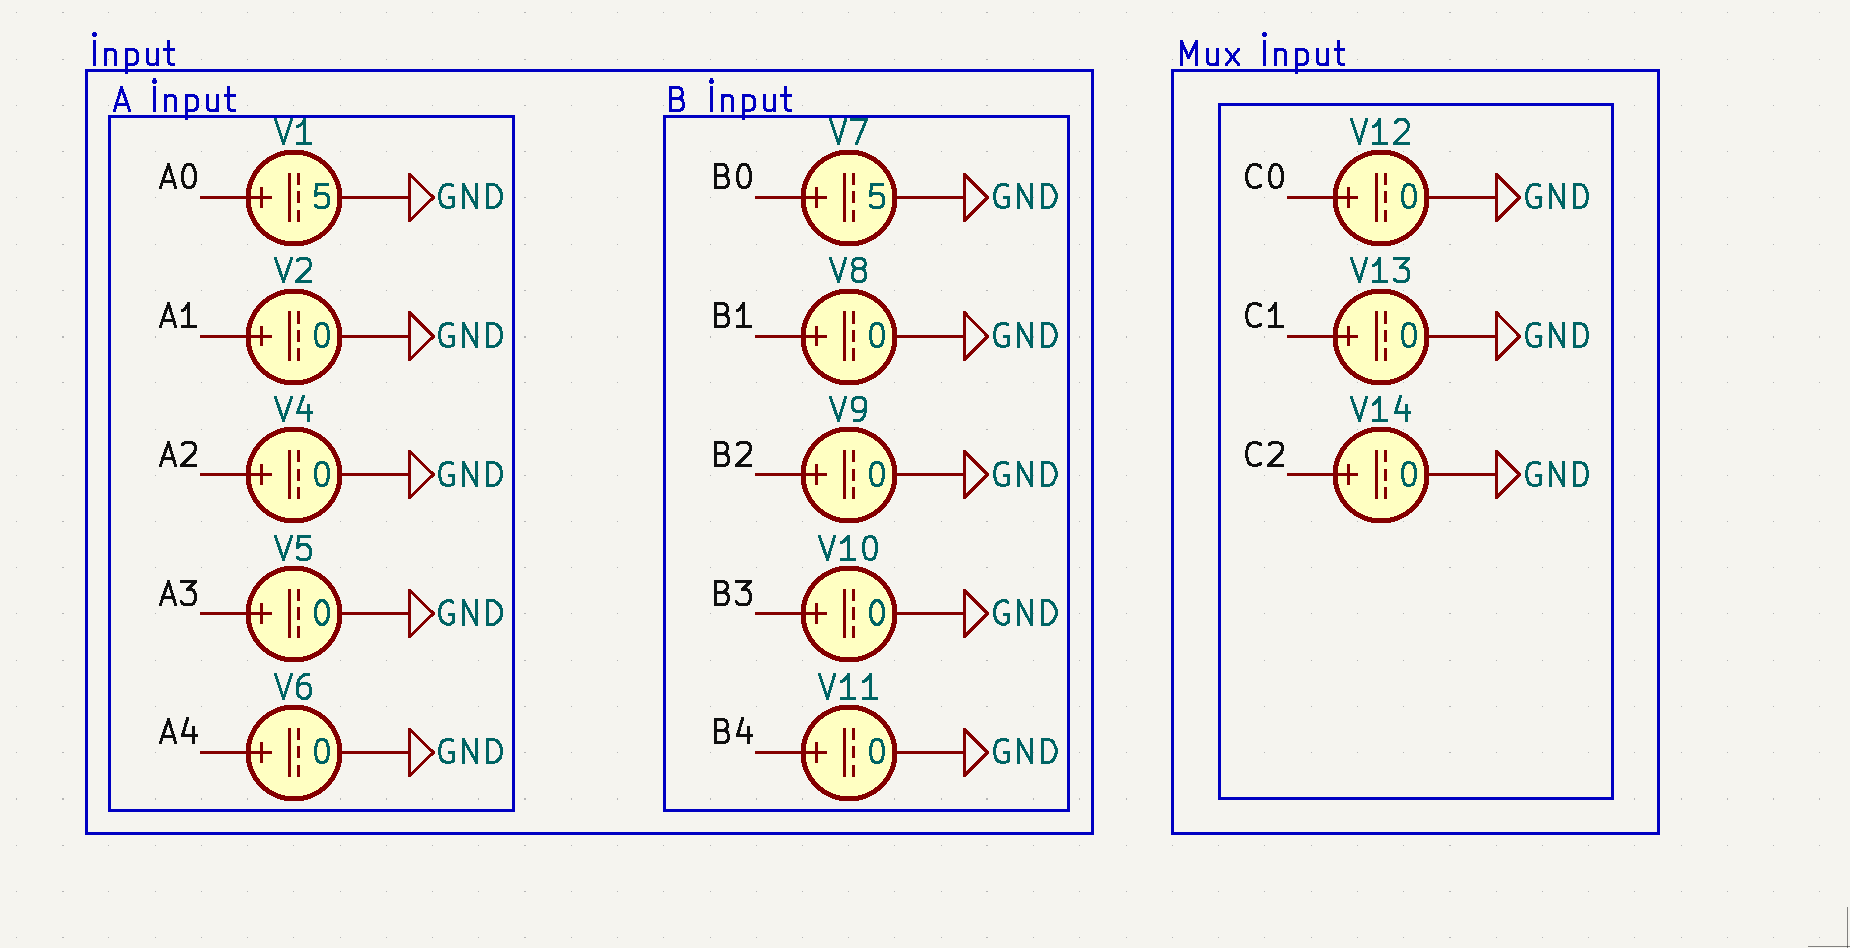 İnput
Mux İnput
A İnput
B İnput
V1
A0
5
GND
V2
A1
0
GND
V4
A2
0
GND
V5
A3
0
GND
V6
A4
0
GND
V7
B0
5
GND
V8
B1
0
GND
V9
B2
0
GND
V10
B3
0
GND
V11
B4
0
GND
V12
C0
0
GND
V13
C1
0
GND
V14
C2
0
GND